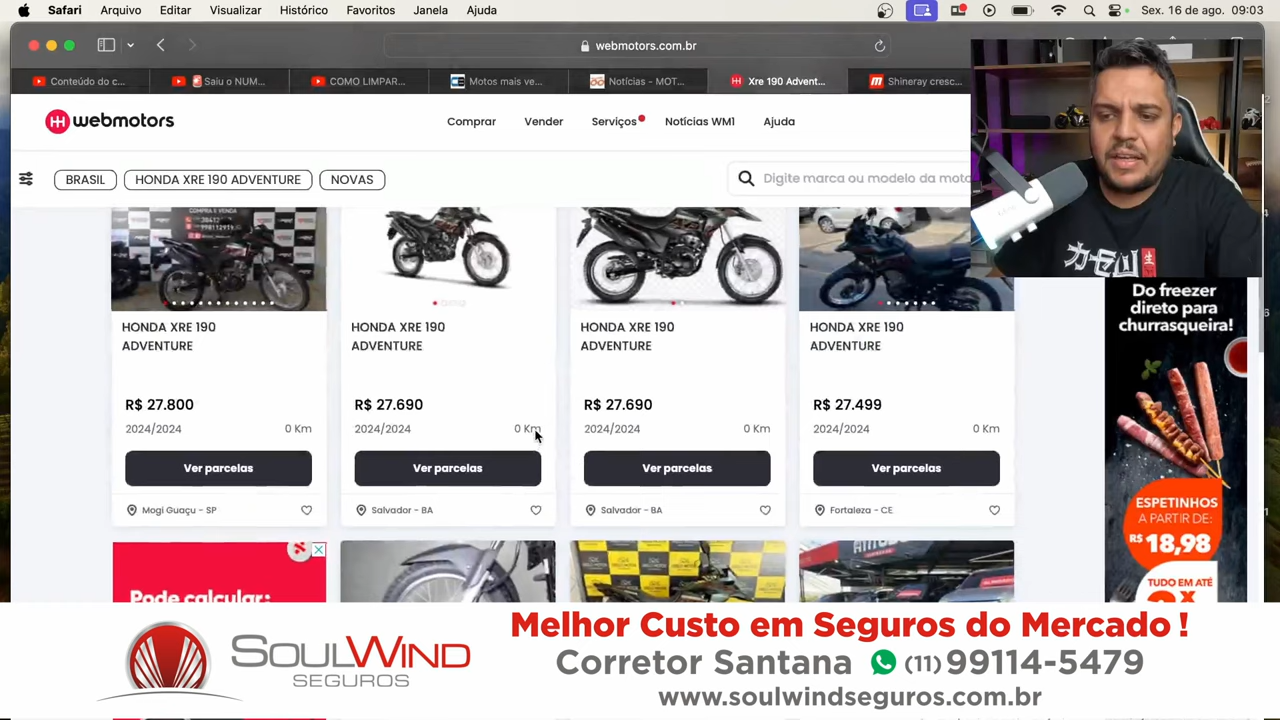 Safari Arquivo Editar Visualizar Histórico Favoritos Janela Ajuda Sex. 16 de ago. 09:03
webmotors.com.br
Conteúdo do c... Saiu o NUM... COMO LIMPAR... Motos mais ve... Notícias - MOT... Xre 190 Advent... Shineray cresc...
webmotors Comprar Vender Serviços Notícias WM1 Ajuda
BRASIL HONDA XRE 190 ADVENTURE NOVAS Digite marca ou modelo da moto
HONDA XRE 190
ADVENTURE
R$ 27.800
2024/2024 0 Km
Ver parcelas
Mogi Guaçu - SP
HONDA XRE 190
ADVENTURE
R$ 27.690
2024/2024 0 Km
Ver parcelas
Salvador - BA
HONDA XRE 190
ADVENTURE
R$ 27.690
2024/2024 0 Km
Ver parcelas
Salvador - BA
HONDA XRE 190
ADVENTURE
R$ 27.499
2024/2024 0 Km
Ver parcelas
Fortaleza - CE
Do freezer
direto para
churrasqueira!
ESPETINHOS
A PARTIR DE:
R$ 18,98
TUDO EM ATÉ
Pode calcular:
SOULWIND
SEGUROS
Melhor Custo em Seguros do Mercado !
Corretor Santana (11) 99114-5479
www.soulwindseguros.com.br